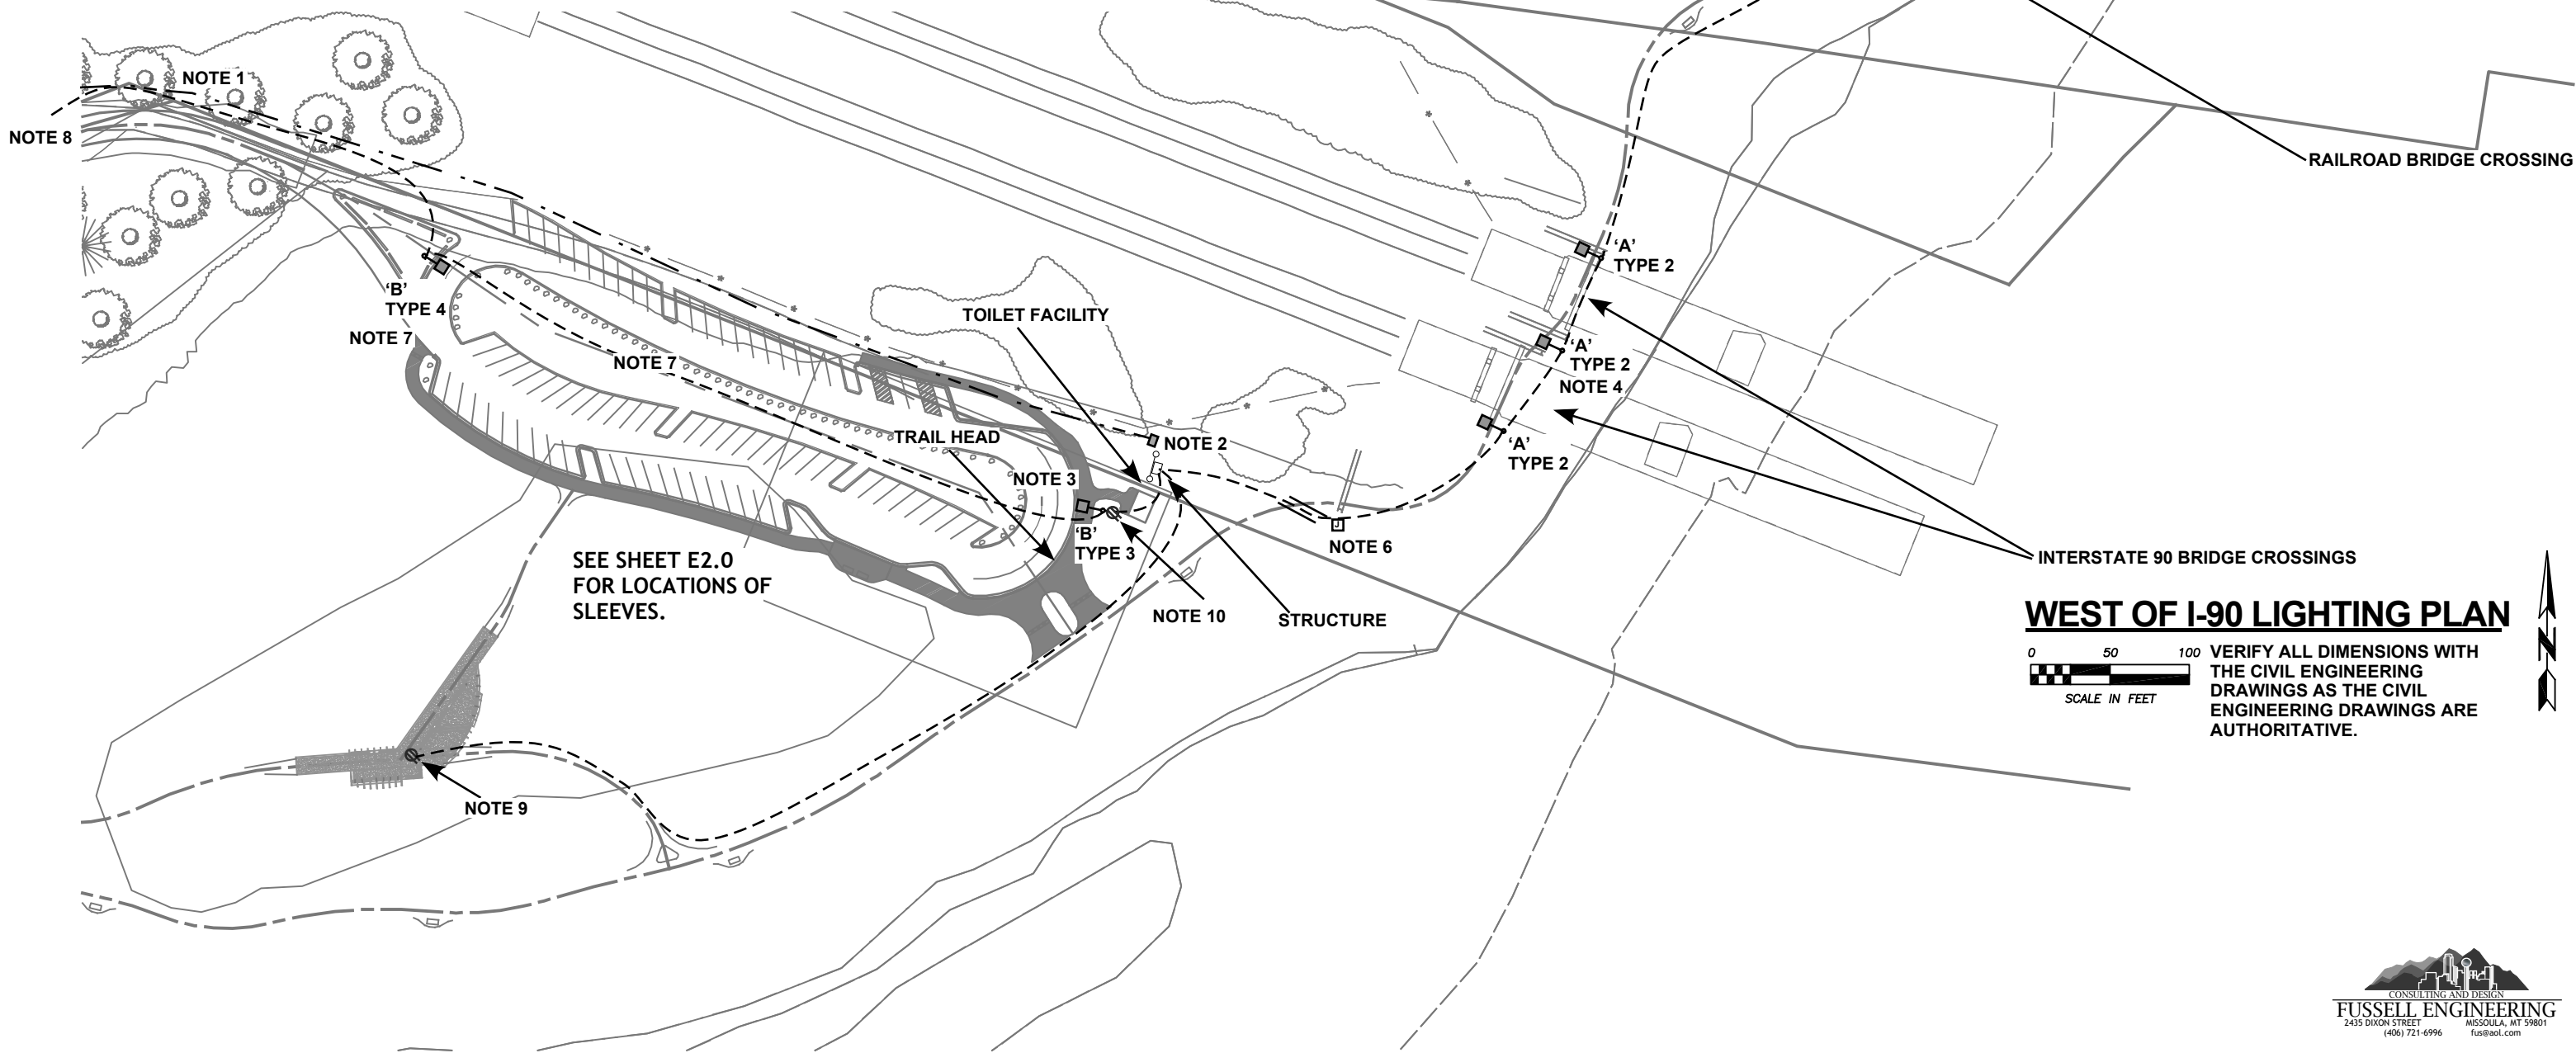 NOTE 1
NOTE 8
RAILROAD BRIDGE CROSSING
'A'
TYPE 2
'B'
TYPE 4
NOTE 7
TOILET FACILITY
NOTE 7
'A'
TYPE 2
NOTE 4
TRAIL HEAD
NOTE 2
'A'
TYPE 2
NOTE 3
'B'
TYPE 3
J
NOTE 6
SEE SHEET E2.0
FOR LOCATIONS OF
SLEEVES.
NOTE 10
STRUCTURE
INTERSTATE 90 BRIDGE CROSSINGS
NOTE 9
WEST OF I-90 LIGHTING PLAN
0 50 100
SCALE IN FEET
VERIFY ALL DIMENSIONS WITH
THE CIVIL ENGINEERING
DRAWINGS AS THE CIVIL
ENGINEERING DRAWINGS ARE
AUTHORITATIVE.
N
CONSULTING AND DESIGN
FUSSELL ENGINEERING
2435 DIXON STREET MISSOULA, MT 59801
(406) 721-6996 fus@aol.com